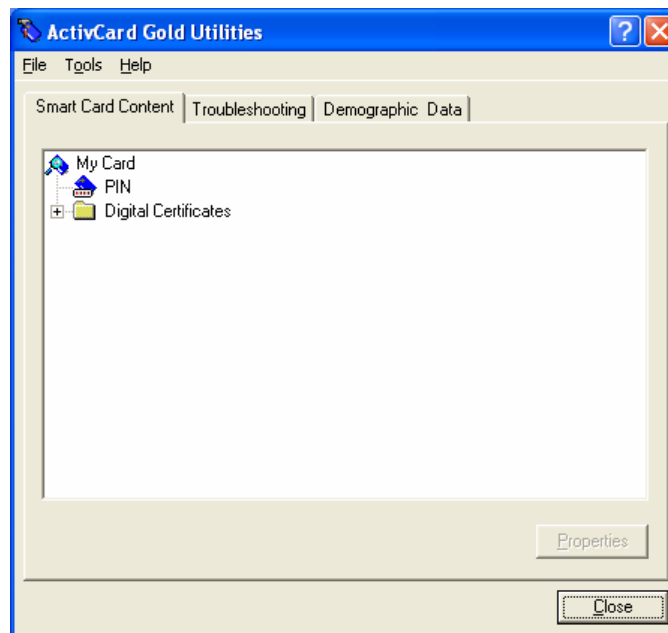 ActivCard Gold Utilities
File Tools Help
Smart Card Content Troubleshooting Demographic Data
My Card
PIN
Digital Certificates
Properties
Close